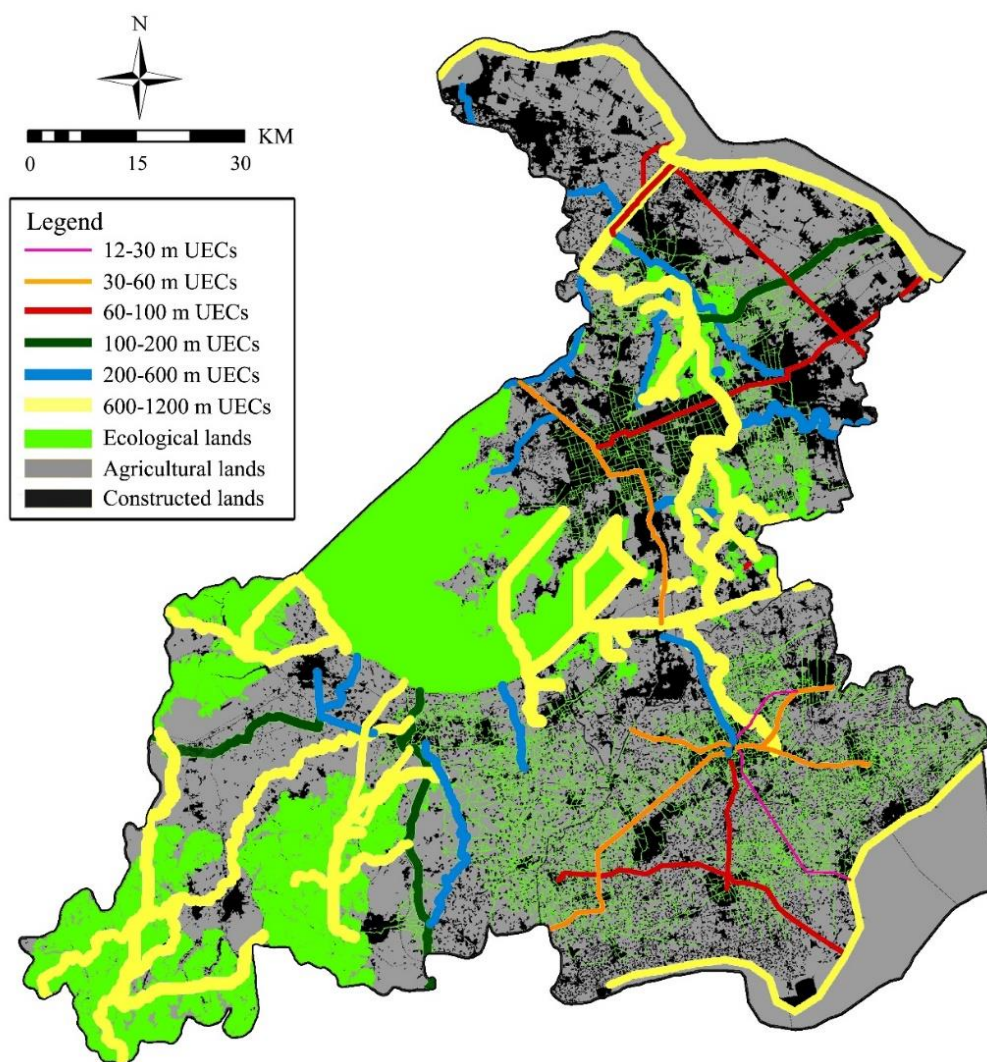 N
KM
0 15 30
Legend
12-30 m UECs
30-60 m UECs
60-100 m UECs
100-200 m UECs
200-600 m UECs
600-1200 m UECs
Ecological lands
Agricultural lands
Constructed lands